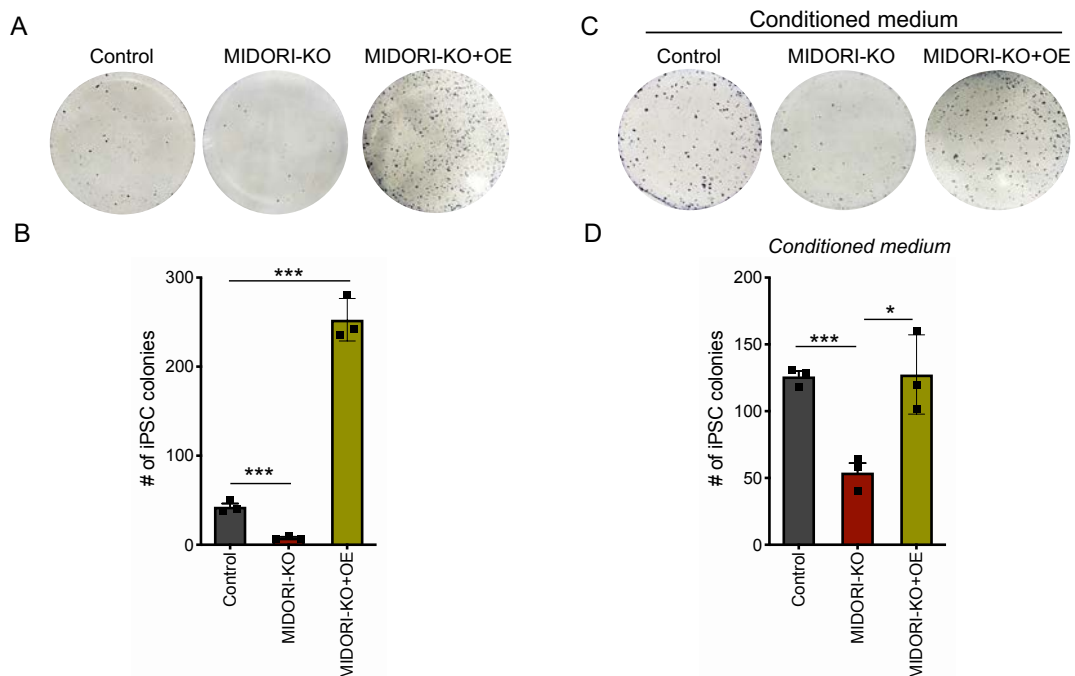 A
Control
MIDORI-KO
MIDORI-KO+OE
B
# of iPSC colonies
300
200
100
0
***
***
Control
MIDORI-KO
MIDORI-KO+OE
C
Conditioned medium
Control
MIDORI-KO
MIDORI-KO+OE
D
Conditioned medium
# of iPSC colonies
200
150
100
50
0
***
*
Control
MIDORI-KO
MIDORI-KO+OE